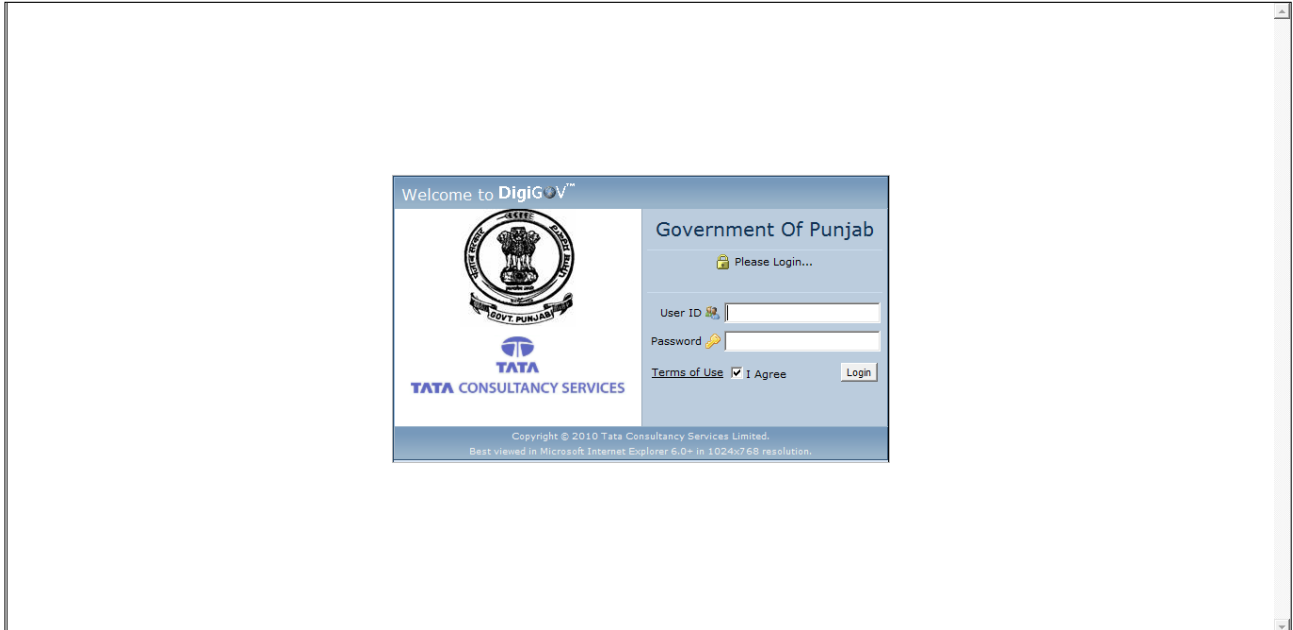 Welcome to DigiGOV™
Government Of Punjab
Please Login...
GOVT. PUNJAB
User ID
Password
TATA
TATA CONSULTANCY SERVICES
Terms of Use I Agree
Login
Copyright © 2010 Tata Consultancy Services Limited.
Best viewed in Microsoft Internet Explorer 6.0+ in 1024x768 resolution.